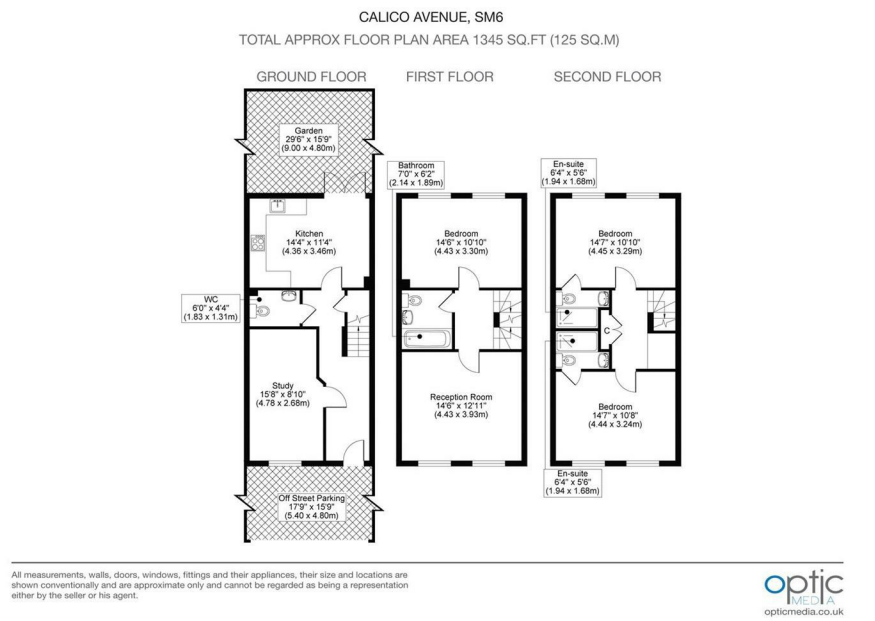 CALICO AVENUE, SM6
TOTAL APPROX FLOOR PLAN AREA 1345 SQ.FT (125 SQ.M)
GROUND FLOOR
FIRST FLOOR
SECOND FLOOR
Garden
29'6" x 15'9"
(9.00 x 4.80m)
Kitchen
14'4" x 11'4"
(4.36 x 3.46m)
WC
6'0" x 4'4"
(1.83 x 1.31m)
Study
15'8" x 8'10"
(4.78 x 2.68m)
Off Street Parking
17'9" x 15'9"
(5.40 x 4.80m)
Bathroom
7'0" x 6'2"
(2.14 x 1.89m)
Bedroom
14'6" x 10'10"
(4.43 x 3.30m)
Reception Room
14'6" x 12'11"
(4.43 x 3.93m)
En-suite
6'4" x 5'6"
(1.94 x 1.68m)
Bedroom
14'7" x 10'10"
(4.45 x 3.29m)
C
Bedroom
14'7" x 10'8"
(4.44 x 3.24m)
En-suite
6'4" x 5'6"
(1.94 x 1.68m)
All measurements, walls, doors, windows, fittings and their appliances, their size and locations are
shown conventionally and are approximate only and cannot be regarded as being a representation
either by the seller or his agent.
optic
MEDIA
opticmedia.co.uk